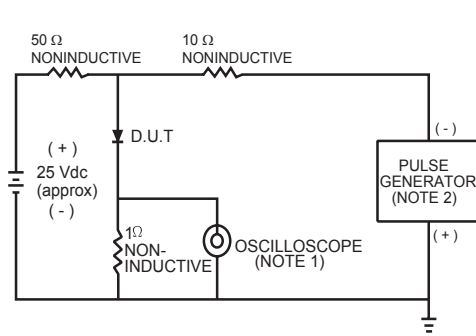 50 Ω
NONINDUCTIVE
10 Ω
NONINDUCTIVE
( + )
25 Vdc
(approx)
( - )
D.U.T
1Ω
NON-
INDUCTIVE
OSCILLOSCOPE
(NOTE 1)
( - )
PULSE
GENERATOR
(NOTE 2)
( + )